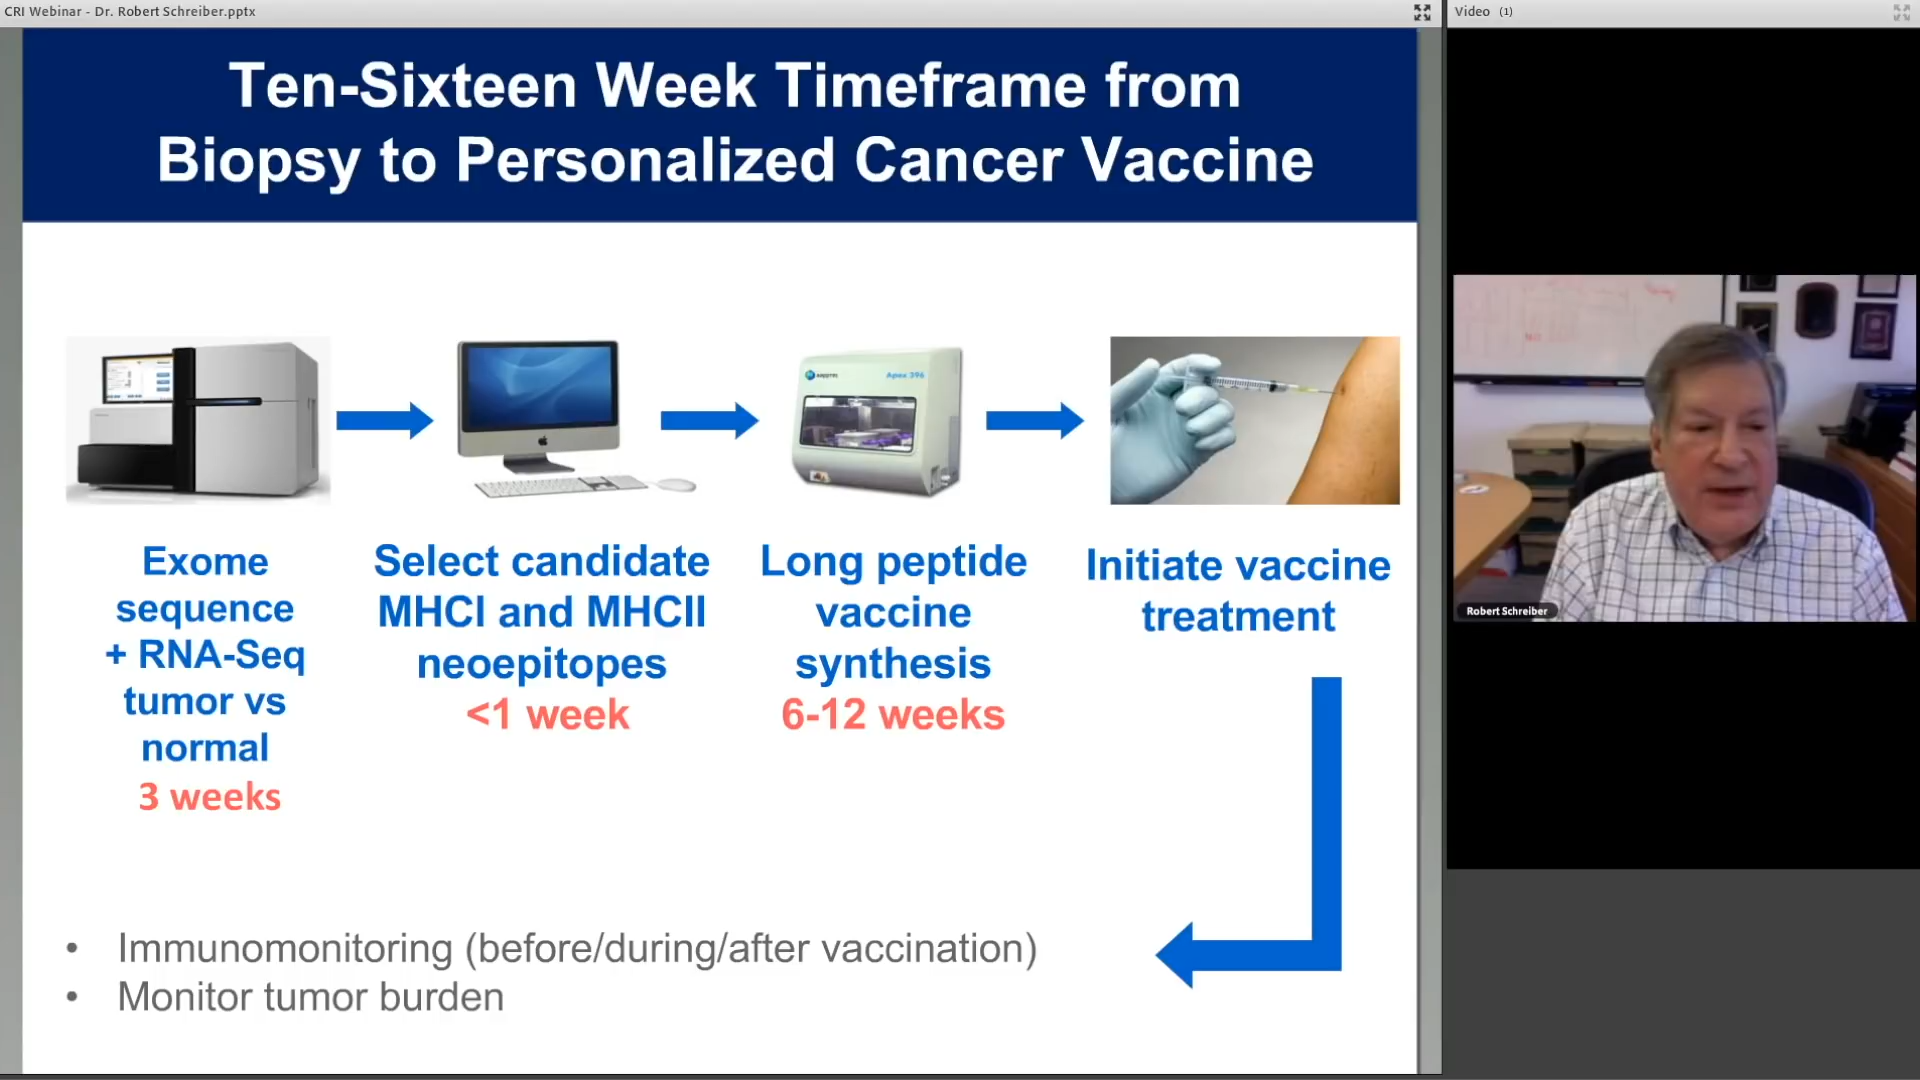 CRI Webinar - Dr. Robert Schreiber.pptx
Video (1)
Ten-Sixteen Week Timeframe from
Biopsy to Personalized Cancer Vaccine
Apex 396
Exome
sequence
+ RNA-Seq
tumor vs
normal
3 weeks
Select candidate
MHCI and MHCII
neoepitopes
<1 week
Long peptide
vaccine
synthesis
6-12 weeks
Initiate vaccine
treatment
• Immunomonitoring (before/during/after vaccination)
• Monitor tumor burden
Robert Schreiber